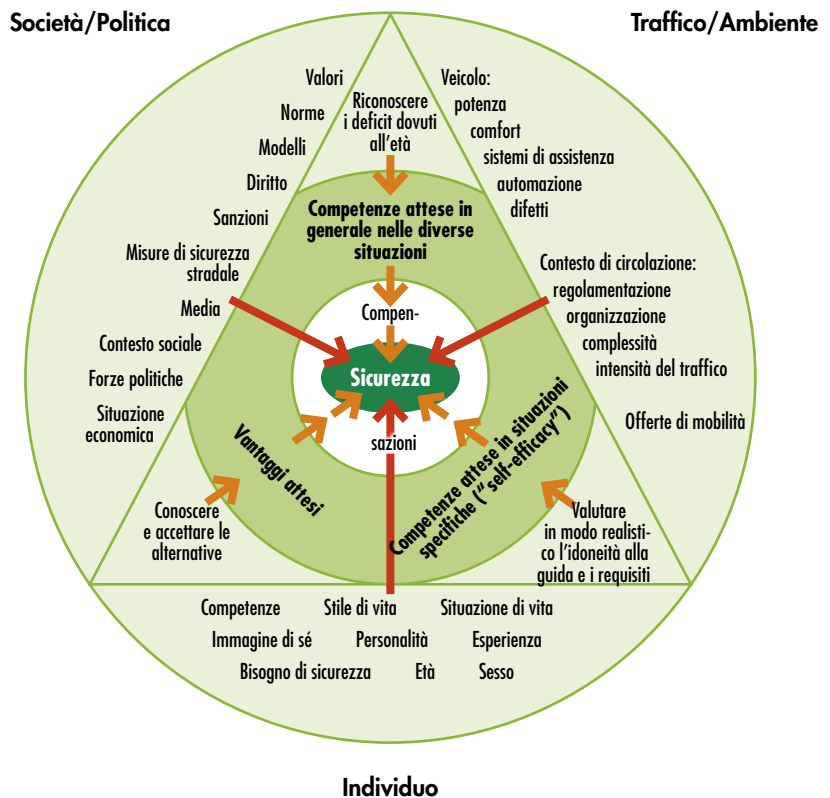 Società/Politica
Traffico/Ambiente
Valori
Norme
Modelli
Diritto
Sanzioni
Misure di sicurezza
stradale
Media
Contesto sociale
Forze politiche
Situazione
economica
Riconoscere
i deficit dovuti
all'età
Veicolo:
potenza
comfort
sistemi di assistenza
automazione
difetti
Contesto di circolazione:
regolamentazione
organizzazione
complessità
intensità del traffico
Offerte di mobilità
Competenze attese in
generale nelle diverse
situazioni
Compen-
Sicurezza
sazioni
Vantaggi attesi
Competenze attese in situazioni
specifiche ("self-efficacy")
Conoscere
e accettare le
alternative
Valutare
in modo realisti-
co l'idoneità alla
guida e i requisiti
Competenze Stile di vita Situazione di vita
Immagine di sé Personalità Esperienza
Bisogno di sicurezza Età Sesso
Individuo